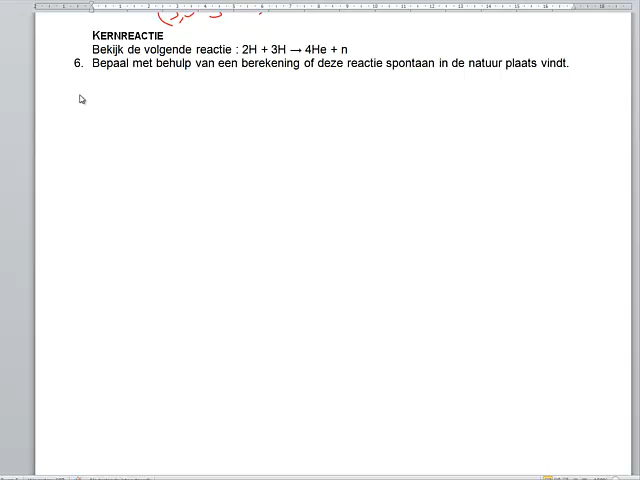 KERNREACTIE
Bekijk de volgende reactie : 2H + 3H → 4He + n
6. Bepaal met behulp van een berekening of deze reactie spontaan in de natuur plaats vindt.